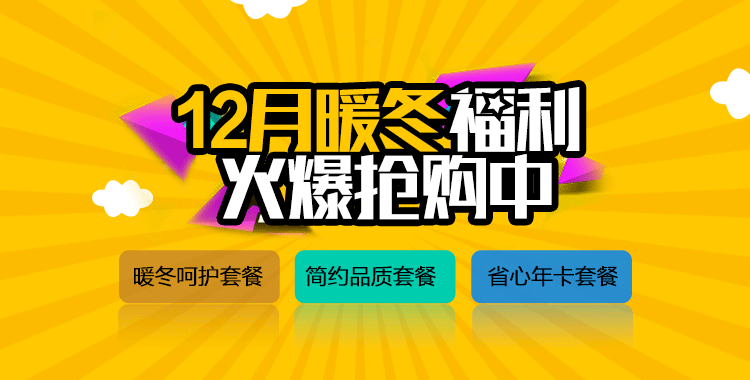 12月暖冬福利
火爆抢购中
暖冬呵护套餐
简约品质套餐
省心年卡套餐